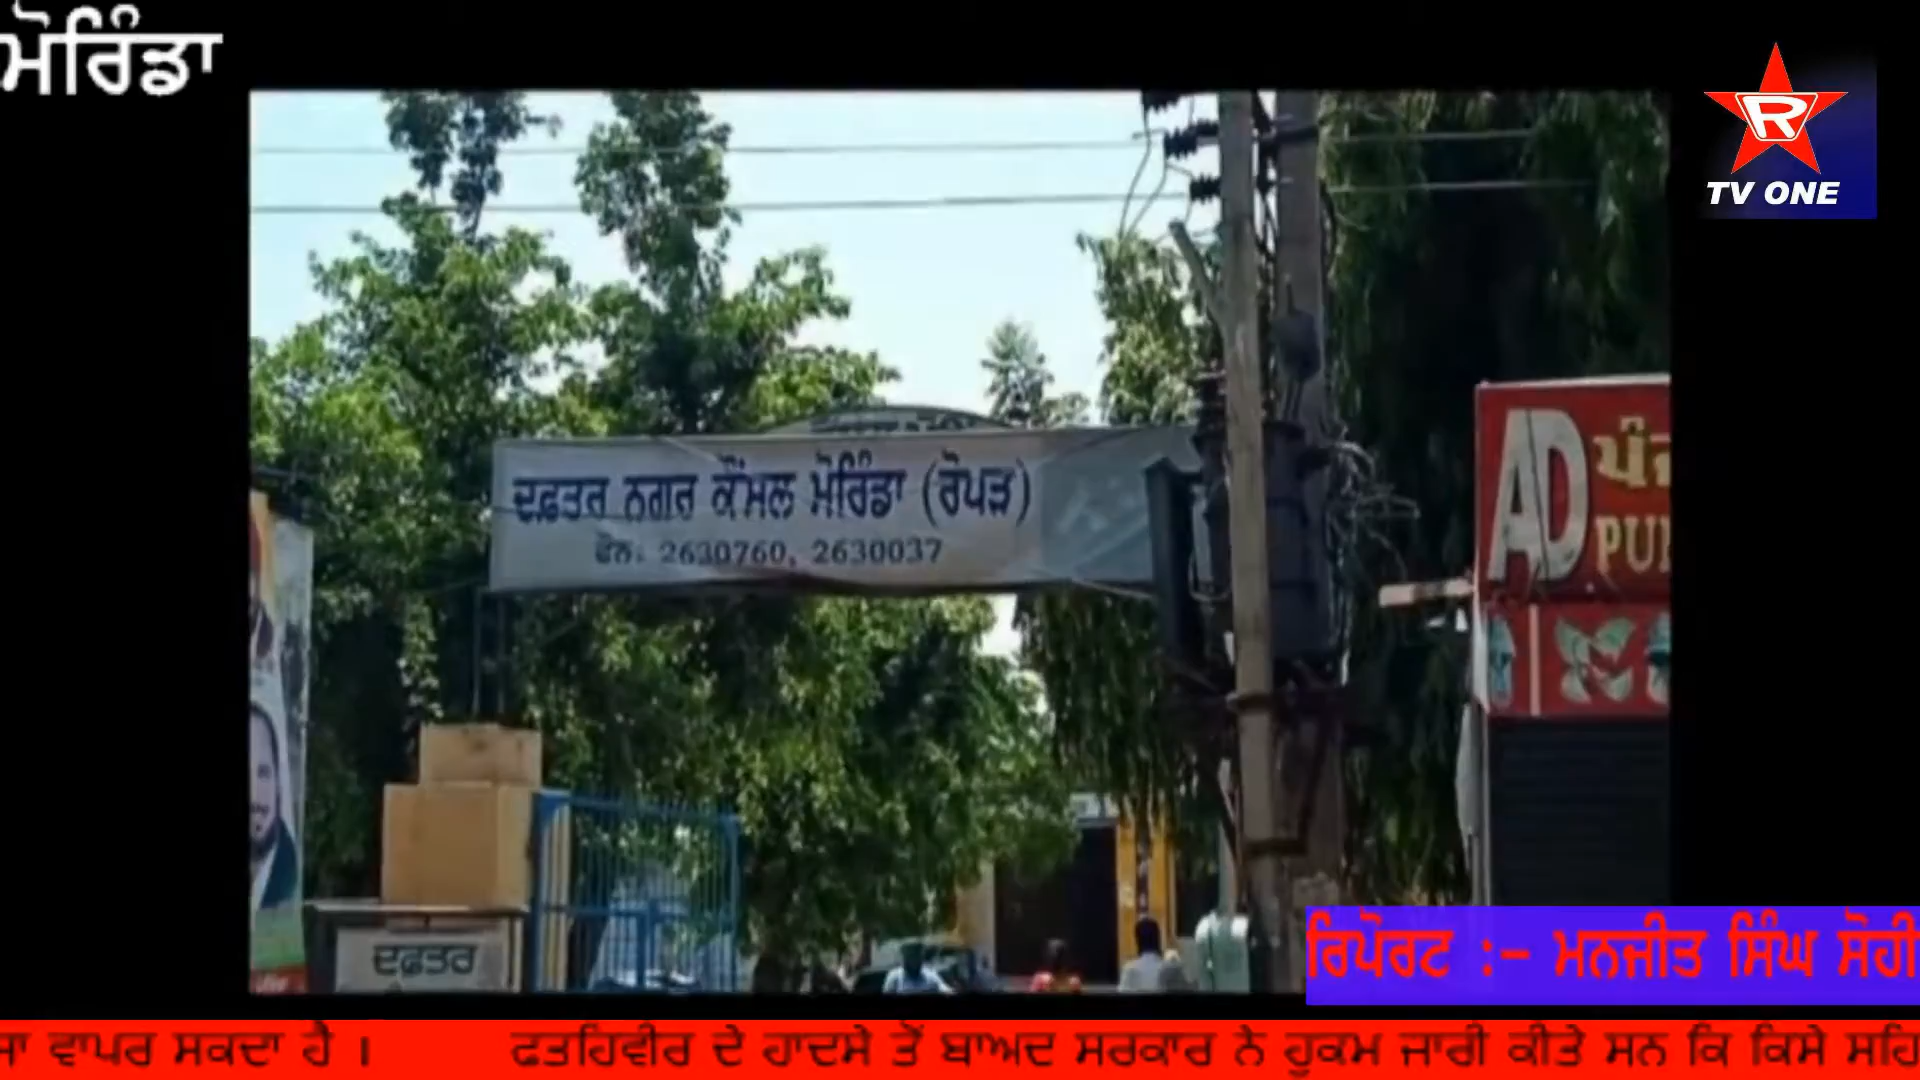 ਮੋਰਿੰਡਾ
R
TV ONE
ਦਫ਼ਤਰ ਨਗਰ ਕੌਂਸਲ ਮੋਰਿੰਡਾ (ਰੋਪੜ)
ਫੋਨ: 2630760, 2630037
AD
ਦਫ਼ਤਰ
ਰਿਪੋਰਟ :- ਮਨਜੀਤ ਸਿੰਘ ਸੋਹੀ
ਵਾਪਰ ਸਕਦਾ ਹੈ । ਫਤਹਿਵੀਰ ਦੇ ਹਾਦਸੇ ਤੋਂ ਬਾਅਦ ਸਰਕਾਰ ਨੇ ਹੁਕਮ ਜਾਰੀ ਕੀਤੇ ਸਨ ਕਿ ਕਿਸੇ